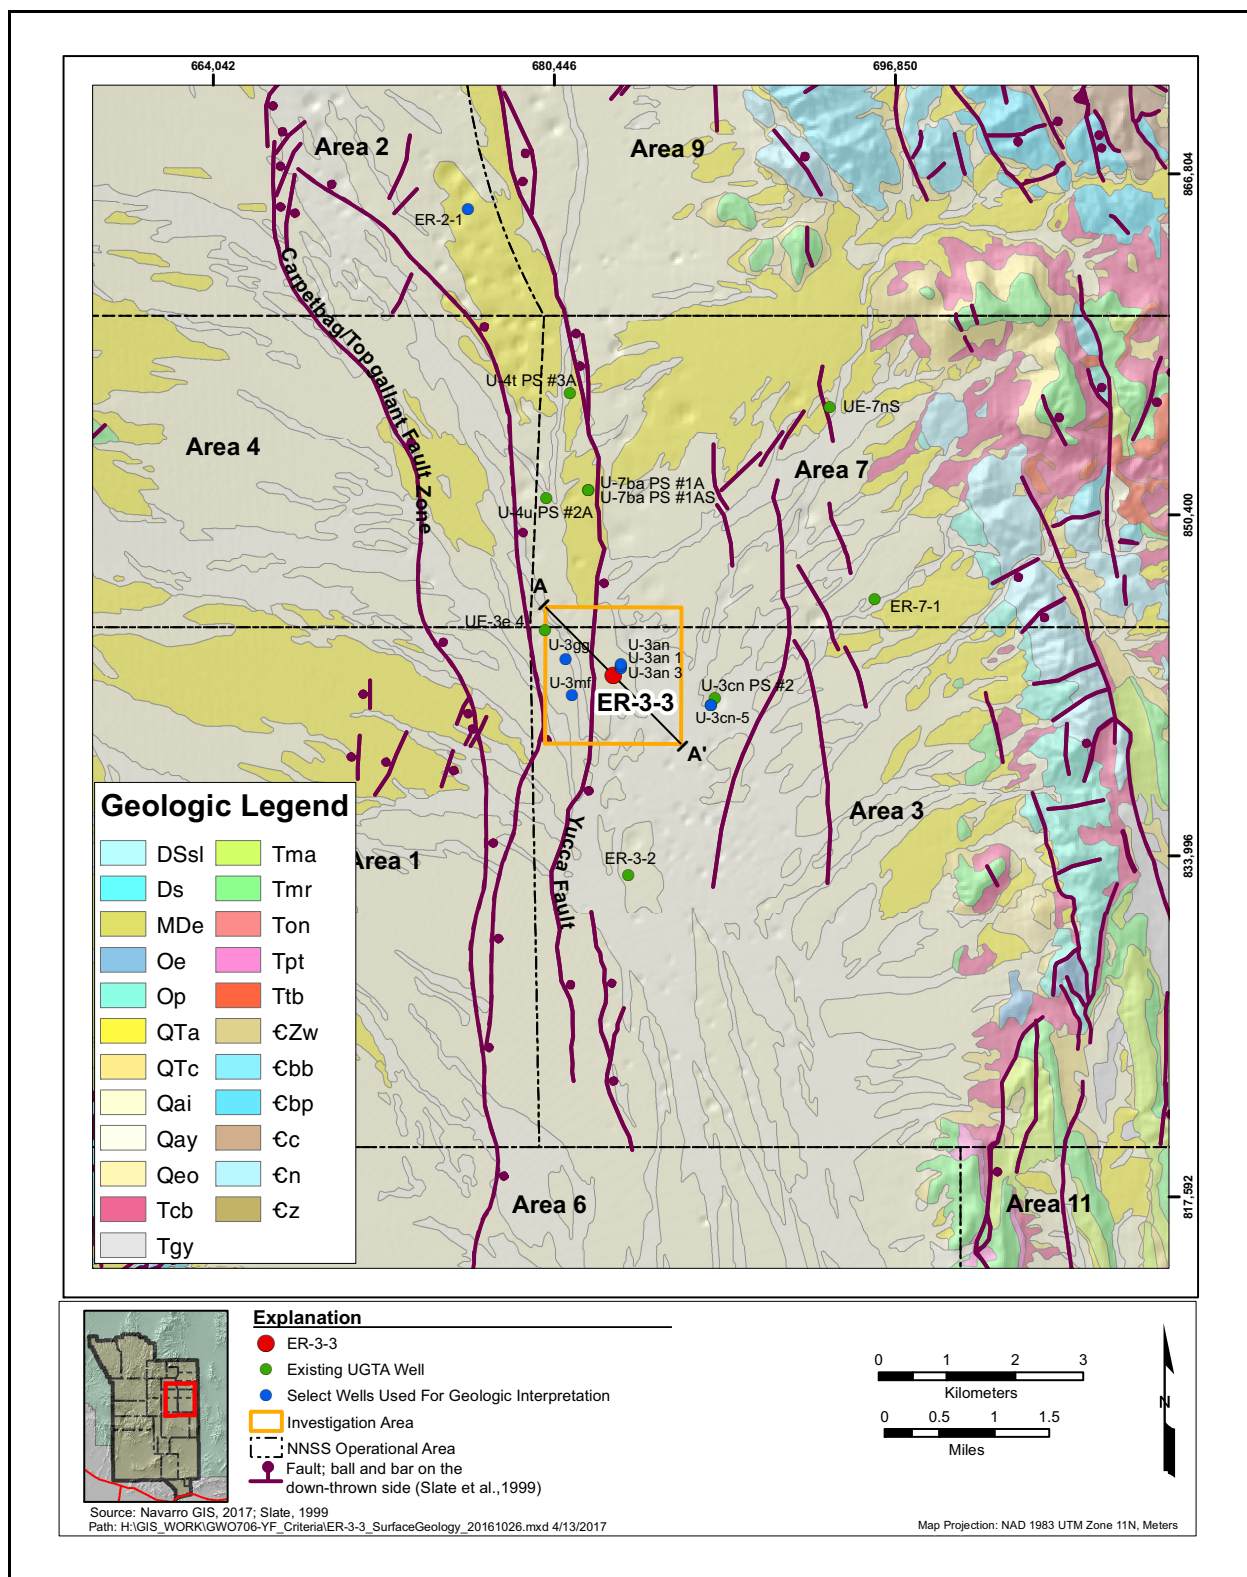 664,042
680,446
696,850
Area 2
Area 9
866,804
ER-2-1
Carpetbag/Topgallant Fault Zone
U-4t PS #3A
UE-7nS
Area 4
Area 7
U-7ba PS #1A
U-7ba PS #1AS
U-4u PS #2A
850,400
A
ER-7-1
UE-3e 4
U-3gg
U-3an
U-3an 1
U-3an 3
U-3mf
ER-3-3
U-3cn PS #2
U-3cn-5
A'
Area 3
Yucca Fault
Area 1
ER-3-2
833,996
Area 6
Area 11
817,592
Geologic Legend
DSsl
Ds
MDe
Oe
Op
QTa
QTc
Qai
Qay
Qeo
Tcb
Tgy
Tma
Tmr
Ton
Tpt
Ttb
€Zw
€bb
€bp
€c
€n
€z
Explanation
ER-3-3
Existing UGTA Well
Select Wells Used For Geologic Interpretation
Investigation Area
NNSS Operational Area
Fault; ball and bar on the
down-thrown side (Slate et al.,1999)
0 1 2 3
Kilometers
0 0.5 1 1.5
Miles
N
Source: Navarro GIS, 2017; Slate, 1999
Path: H:\GIS_WORK\GWO706-YF_Criteria\ER-3-3_SurfaceGeology_20161026.mxd 4/13/2017
Map Projection: NAD 1983 UTM Zone 11N, Meters